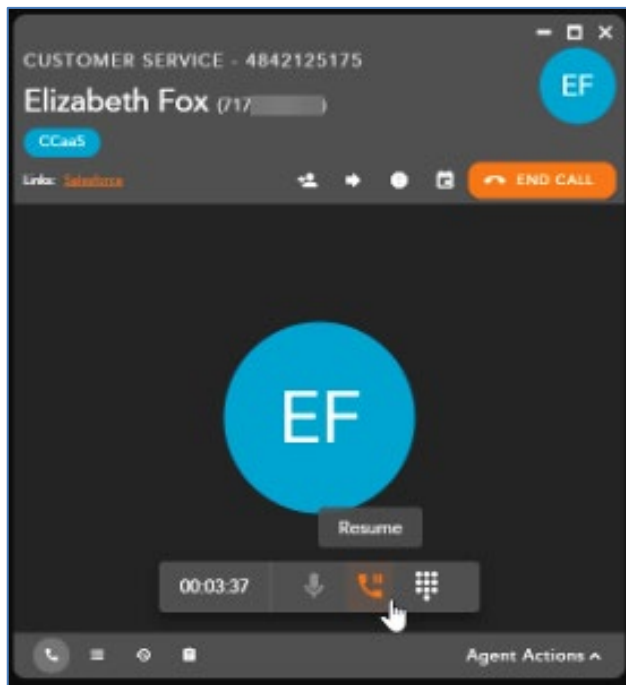 CUSTOMER SERVICE - 4842125175
Elizabeth Fox (717 )
EF
CCaaS
Links: Salesforce
END CALL
EF
Resume
00:03:37
Agent Actions